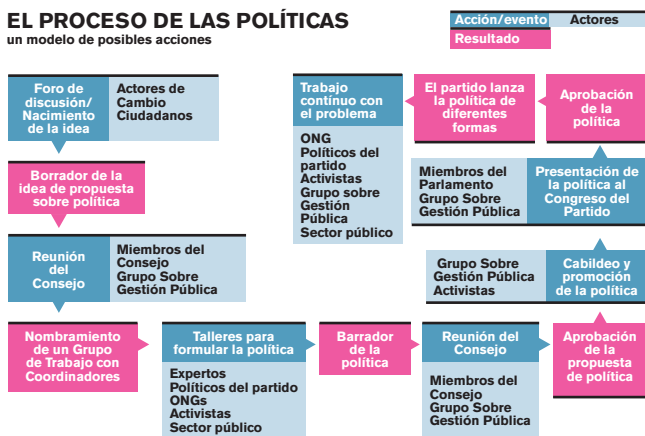 EL PROCESO DE LAS POLÍTICAS
un modelo de posibles acciones
Acción/evento
Actores
Resultado
Foro de
discusión/
Nacimiento
de la idea
Actores de
Cambio
Ciudadanos
Borrador de la
idea de propuesta
sobre política
Reunión
del
Consejo
Miembros del
Consejo
Grupo Sobre
Gestión Pública
Nombramiento
de un Grupo
de Trabajo con
Coordinadores
Talleres para
formular la política
Expertos
Políticos del partido
ONGs
Activistas
Sector público
Barrador
de la
política
Reunión del
Consejo
Miembros del
Consejo
Grupo Sobre
Gestión Pública
Aprobación
de la
propuesta
de política
Grupo Sobre
Gestión Pública
Activistas
Cabildeo y
promoción
de la política
Miembros del
Parlamento
Grupo Sobre
Gestión Pública
Presentación de
la política al
Congreso del
Partido
Aprobación
de la
política
El partido lanza
la política de
diferentes
formas
Trabajo
contínuo con
el problema
ONG
Políticos del
partido
Activistas
Grupo sobre
Gestión
Pública
Sector público